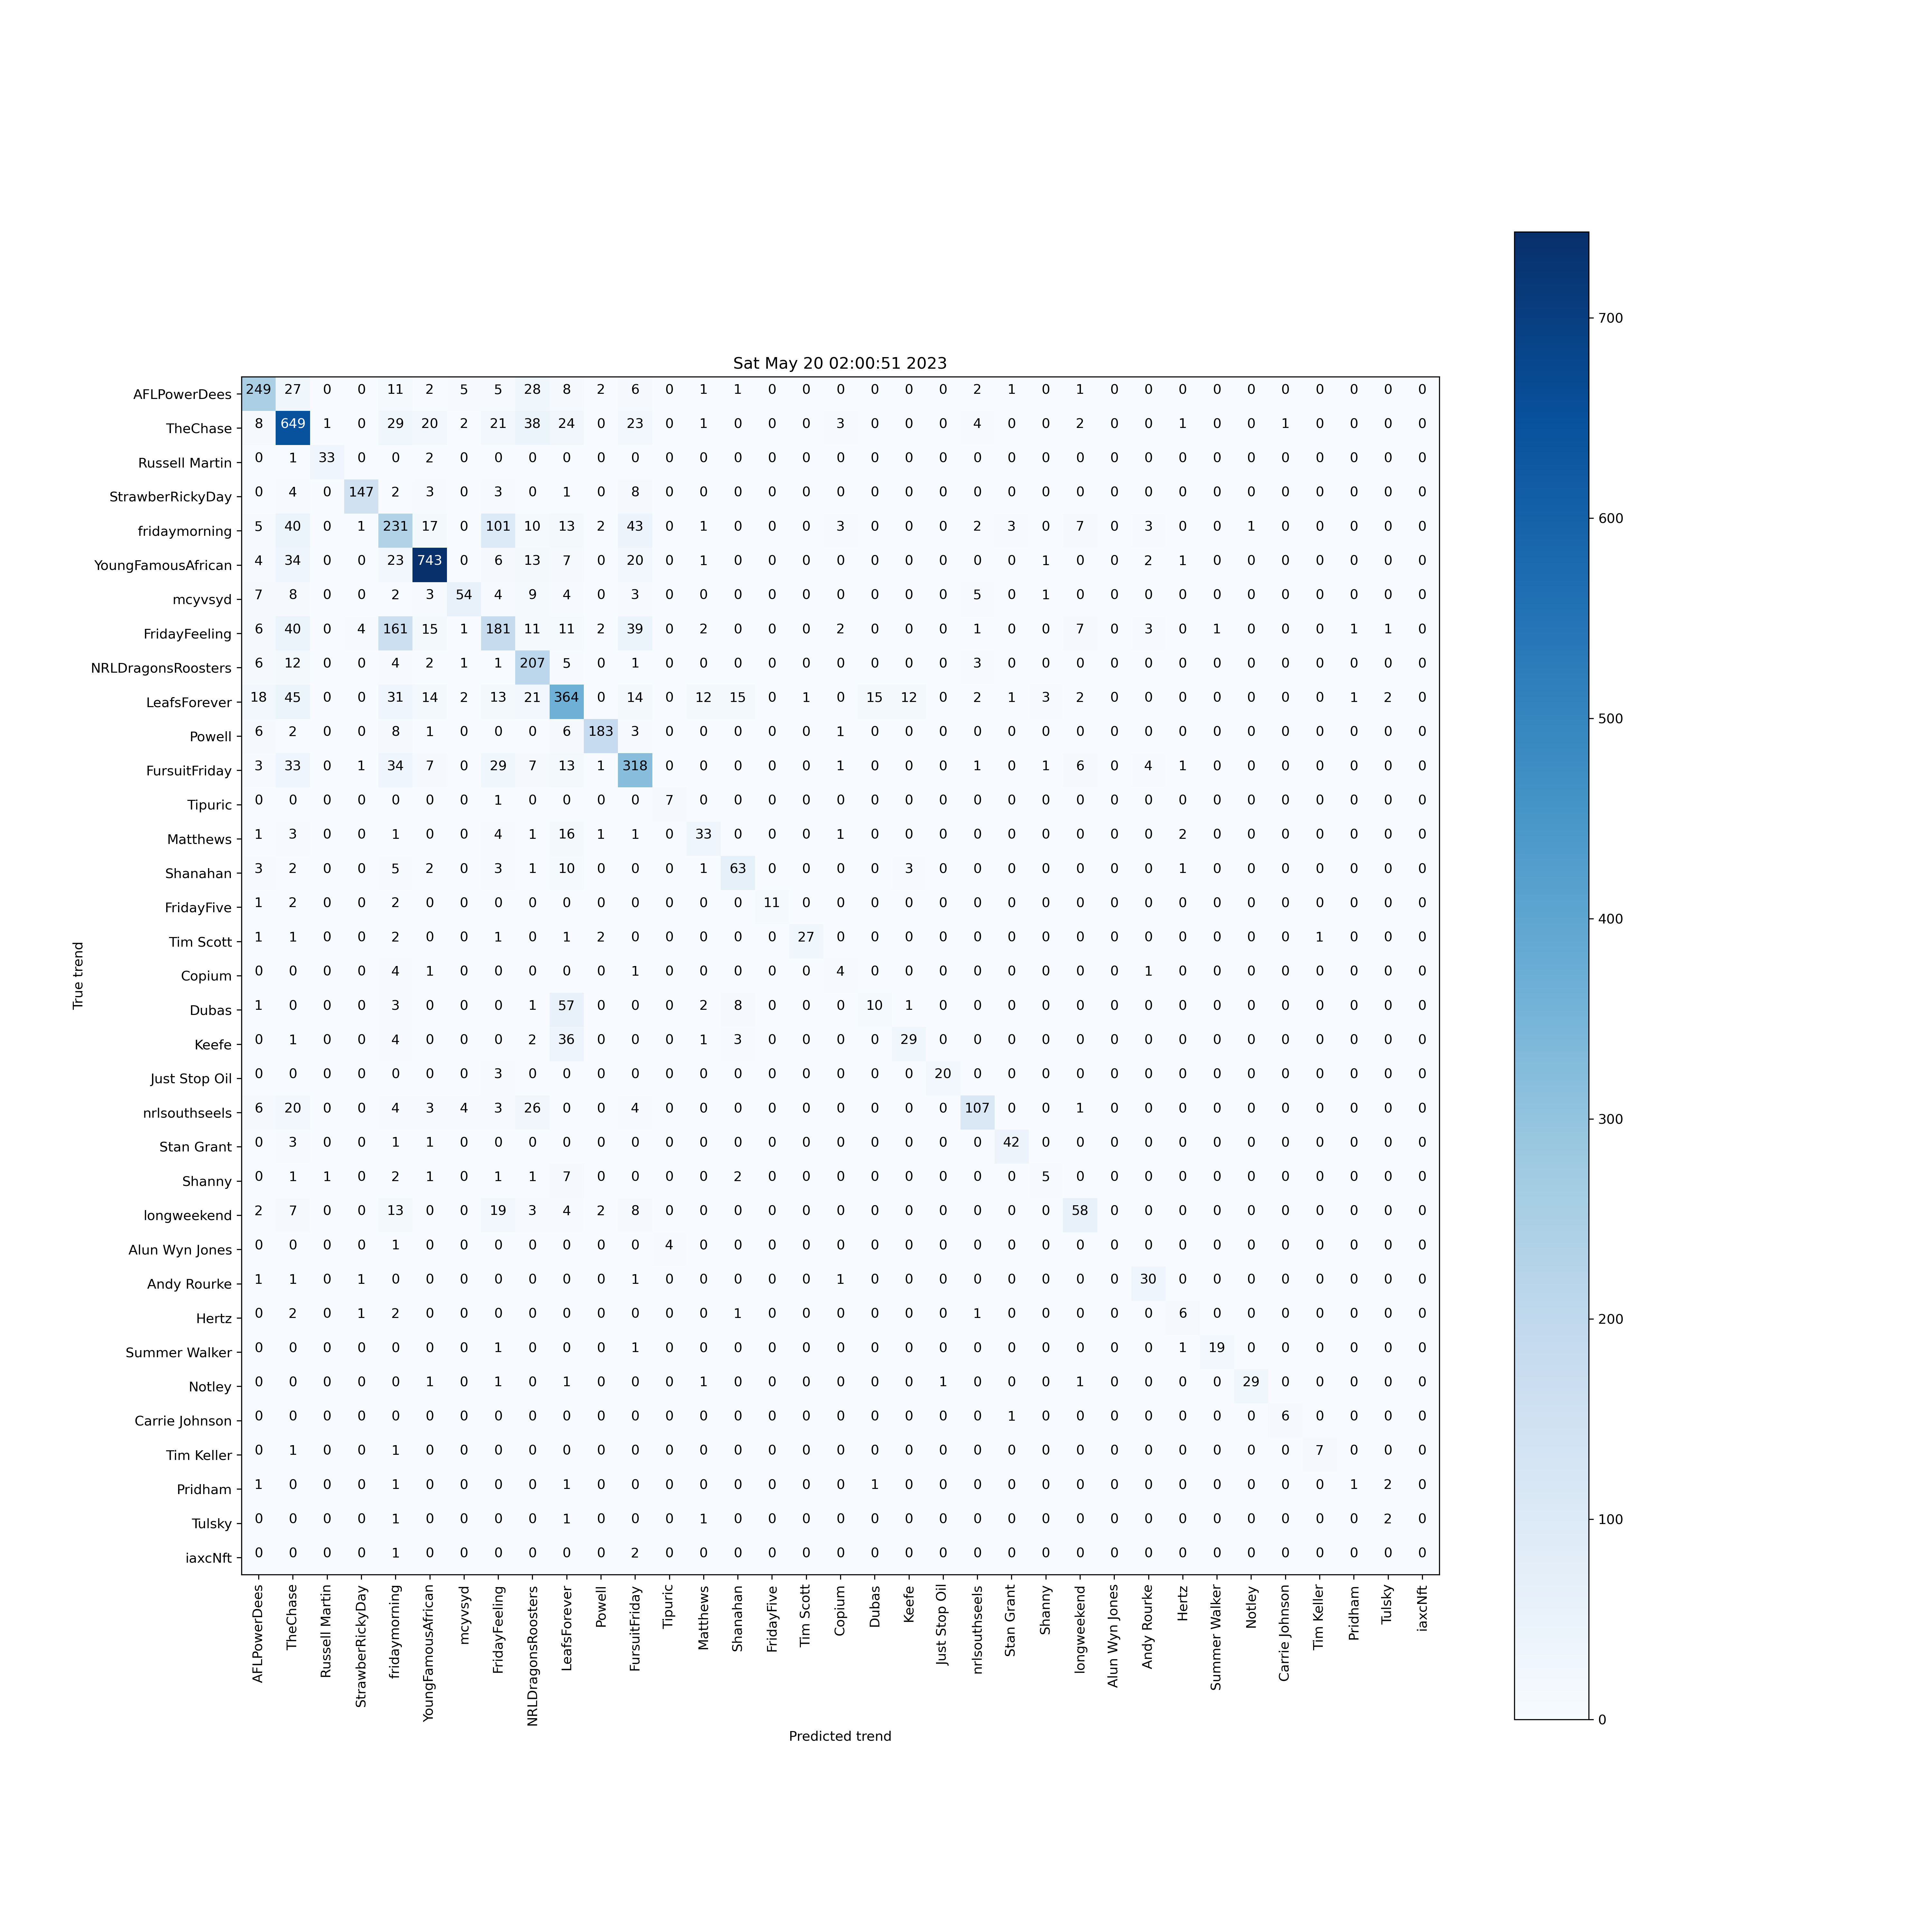 Sat May 20 02:00:51 2023
AFLPowerDees 249 27 0 0 11 2 5 5 28 8 2 6 0 1 1 0 0 0 0 0 0 2 1 0 1 0 0 0 0 0 0 0 0 0 0
TheChase 8 649 1 0 29 20 2 21 38 24 0 23 0 1 0 0 0 3 0 0 0 4 0 0 2 0 0 1 0 0 1 0 0 0 0
Russell Martin 0 1 33 0 0 2 0 0 0 0 0 0 0 0 0 0 0 0 0 0 0 0 0 0 0 0 0 0 0 0 0 0 0 0 0
StrawberRickyDay 0 4 0 147 2 3 0 3 0 1 0 8 0 0 0 0 0 0 0 0 0 0 0 0 0 0 0 0 0 0 0 0 0 0 0
fridaymorning 5 40 0 1 231 17 0 101 10 13 2 43 0 1 0 0 0 3 0 0 0 2 3 0 7 0 3 0 0 1 0 0 0 0 0
YoungFamousAfrican 4 34 0 0 23 743 0 6 13 7 0 20 0 1 0 0 0 0 0 0 0 0 0 1 0 0 2 1 0 0 0 0 0 0 0
mcyvsyd 7 8 0 0 2 3 54 4 9 4 0 3 0 0 0 0 0 0 0 0 0 5 0 1 0 0 0 0 0 0 0 0 0 0 0
FridayFeeling 6 40 0 4 161 15 1 181 11 11 2 39 0 2 0 0 0 2 0 0 0 1 0 0 7 0 3 0 1 0 0 0 1 1 0
NRLDragonsRoosters 6 12 0 0 4 2 1 1 207 5 0 1 0 0 0 0 0 0 0 0 0 3 0 0 0 0 0 0 0 0 0 0 0 0 0
LeafsForever 18 45 0 0 31 14 2 13 21 364 0 14 0 12 15 0 1 0 15 12 0 2 1 3 2 0 0 0 0 0 0 0 1 2 0
Powell 6 2 0 0 8 1 0 0 0 6 183 3 0 0 0 0 0 1 0 0 0 0 0 0 0 0 0 0 0 0 0 0 0 0 0
FursuitFriday 3 33 0 1 34 7 0 29 7 13 1 318 0 0 0 0 0 1 0 0 0 1 0 1 6 0 4 1 0 0 0 0 0 0 0
Tipuric 0 0 0 0 0 0 0 1 0 0 0 0 7 0 0 0 0 0 0 0 0 0 0 0 0 0 0 0 0 0 0 0 0 0 0
Matthews 1 3 0 0 1 0 0 4 1 16 1 1 0 33 0 0 0 1 0 0 0 0 0 0 0 0 0 2 0 0 0 0 0 0 0
Shanahan 3 2 0 0 5 2 0 3 1 10 0 0 0 1 63 0 0 0 0 3 0 0 0 0 0 0 0 1 0 0 0 0 0 0 0
FridayFive 1 2 0 0 2 0 0 0 0 0 0 0 0 0 0 11 0 0 0 0 0 0 0 0 0 0 0 0 0 0 0 0 0 0 0
Tim Scott 1 1 0 0 2 0 0 1 0 1 2 0 0 0 0 0 27 0 0 0 0 0 0 0 0 0 0 0 0 0 0 1 0 0 0
Copium 0 0 0 0 4 1 0 0 0 0 0 1 0 0 0 0 0 4 0 0 0 0 0 0 0 0 1 0 0 0 0 0 0 0 0
Dubas 1 0 0 0 3 0 0 0 1 57 0 0 0 2 8 0 0 0 10 1 0 0 0 0 0 0 0 0 0 0 0 0 0 0 0
Keefe 0 1 0 0 4 0 0 0 2 36 0 0 0 1 3 0 0 0 0 29 0 0 0 0 0 0 0 0 0 0 0 0 0 0 0
Just Stop Oil 0 0 0 0 0 0 0 3 0 0 0 0 0 0 0 0 0 0 0 0 20 0 0 0 0 0 0 0 0 0 0 0 0 0 0
nrlsouthseels 6 20 0 0 4 3 4 3 26 0 0 4 0 0 0 0 0 0 0 0 0 107 0 0 1 0 0 0 0 0 0 0 0 0 0
Stan Grant 0 3 0 0 1 1 0 0 0 0 0 0 0 0 0 0 0 0 0 0 0 0 42 0 0 0 0 0 0 0 0 0 0 0 0
Shanny 0 1 1 0 2 1 0 1 1 7 0 0 0 0 2 0 0 0 0 0 0 0 0 5 0 0 0 0 0 0 0 0 0 0 0
longweekend 2 7 0 0 13 0 0 19 3 4 2 8 0 0 0 0 0 0 0 0 0 0 0 0 58 0 0 0 0 0 0 0 0 0 0
Alun Wyn Jones 0 0 0 0 1 0 0 0 0 0 0 0 4 0 0 0 0 0 0 0 0 0 0 0 0 0 0 0 0 0 0 0 0 0 0
Andy Rourke 1 1 0 1 0 0 0 0 0 0 0 1 0 0 0 0 0 1 0 0 0 0 0 0 0 0 30 0 0 0 0 0 0 0 0
Hertz 0 2 0 1 2 0 0 0 0 0 0 0 0 0 1 0 0 0 0 0 0 1 0 0 0 0 0 6 0 0 0 0 0 0 0
Summer Walker 0 0 0 0 0 0 0 1 0 0 0 1 0 0 0 0 0 0 0 0 0 0 0 0 0 0 0 1 19 0 0 0 0 0 0
Notley 0 0 0 0 0 1 0 1 0 1 0 0 0 1 0 0 0 0 0 0 1 0 0 0 1 0 0 0 0 29 0 0 0 0 0
Carrie Johnson 0 0 0 0 0 0 0 0 0 0 0 0 0 0 0 0 0 0 0 0 0 0 1 0 0 0 0 0 0 0 6 0 0 0 0
Tim Keller 0 1 0 0 1 0 0 0 0 0 0 0 0 0 0 0 0 0 0 0 0 0 0 0 0 0 0 0 0 0 0 7 0 0 0
Pridham 1 0 0 0 1 0 0 0 0 1 0 0 0 0 0 0 0 0 1 0 0 0 0 0 0 0 0 0 0 0 0 0 1 2 0
Tulsky 0 0 0 0 1 0 0 0 0 1 0 0 0 1 0 0 0 0 0 0 0 0 0 0 0 0 0 0 0 0 0 0 0 2 0
iaxcNft 0 0 0 0 1 0 0 0 0 0 0 2 0 0 0 0 0 0 0 0 0 0 0 0 0 0 0 0 0 0 0 0 0 0 0
True trend
AFLPowerDees
TheChase
Russell Martin
StrawberRickyDay
fridaymorning
YoungFamousAfrican
mcyvsyd
FridayFeeling
NRLDragonsRoosters
LeafsForever
Powell
FursuitFriday
Tipuric
Matthews
Shanahan
FridayFive
Tim Scott
Copium
Dubas
Keefe
Just Stop Oil
nrlsouthseels
Stan Grant
Shanny
longweekend
Alun Wyn Jones
Andy Rourke
Hertz
Summer Walker
Notley
Carrie Johnson
Tim Keller
Pridham
Tulsky
iaxcNft
Predicted trend
700
600
500
400
300
200
100
0